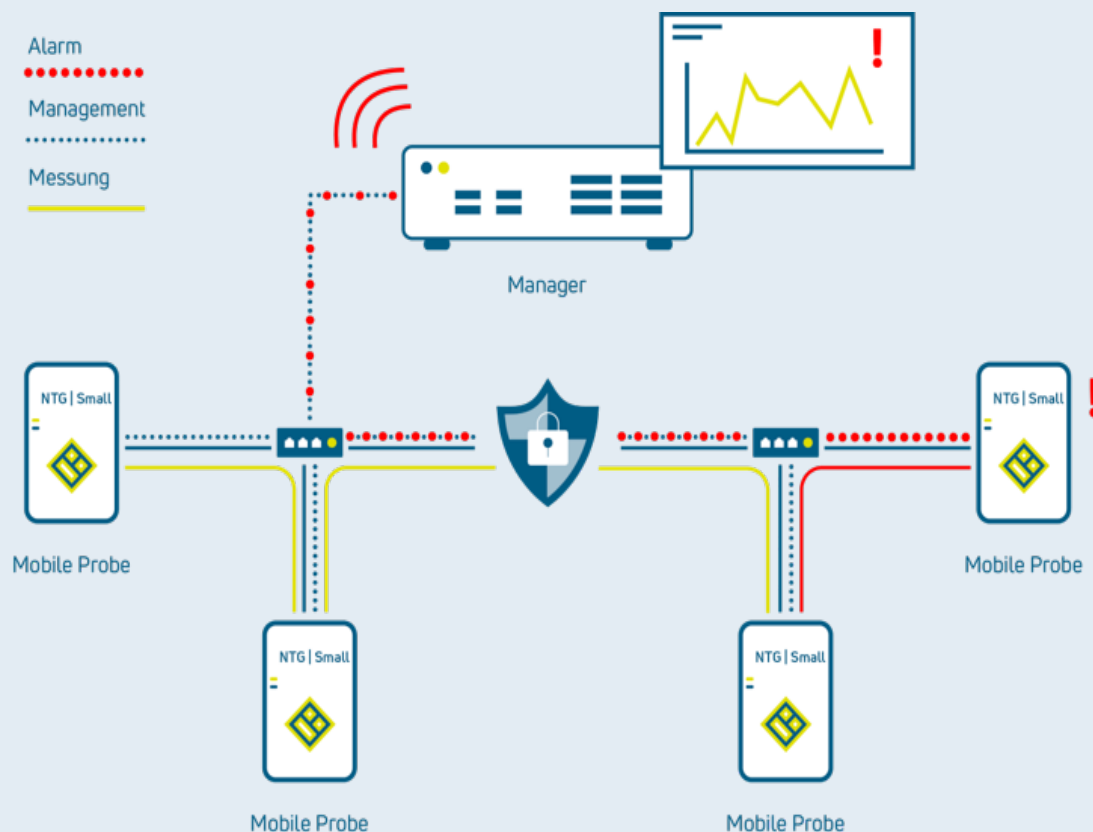 Alarm
Management
Messung
Manager
NTG | Small
Mobile Probe
NTG | Small
Mobile Probe
NTG | Small
Mobile Probe
NTG | Small
Mobile Probe